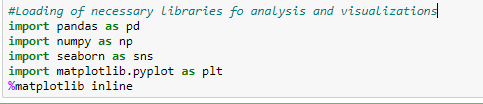 #Loading of necessary libraries fo analysis and visualizations
import pandas as pd
import numpy as np
import seaborn as sns
import matplotlib.pyplot as plt
%matplotlib inline